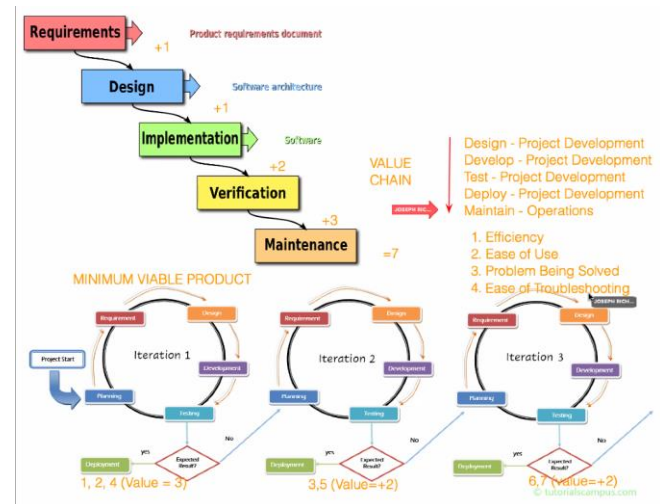 Requirements
Product requirements document
+1
Design
Software architecture
+1
Implementation
Software
+2
Verification
+3
Maintenance
=7
VALUE
CHAIN
Design - Project Development
Develop - Project Development
Test - Project Development
Deploy - Project Development
Maintain - Operations
1. Efficiency
2. Ease of Use
3. Problem Being Solved
4. Ease of Troubleshooting
MINIMUM VIABLE PRODUCT
Project Start
Requirement
Design
Iteration 1
Development
Planning
Testing
yes
No
Expected
Result?
Deployment
1, 2, 4 (Value = 3)
Requirement
Design
Iteration 2
Development
Planning
Testing
yes
No
Expected
Result?
Deployment
3,5 (Value=+2)
Requirement
Design
Iteration 3
Development
Planning
Testing
yes
No
Expected
Result?
Deployment
6,7 (value=+2)
© tutorialscampus.com